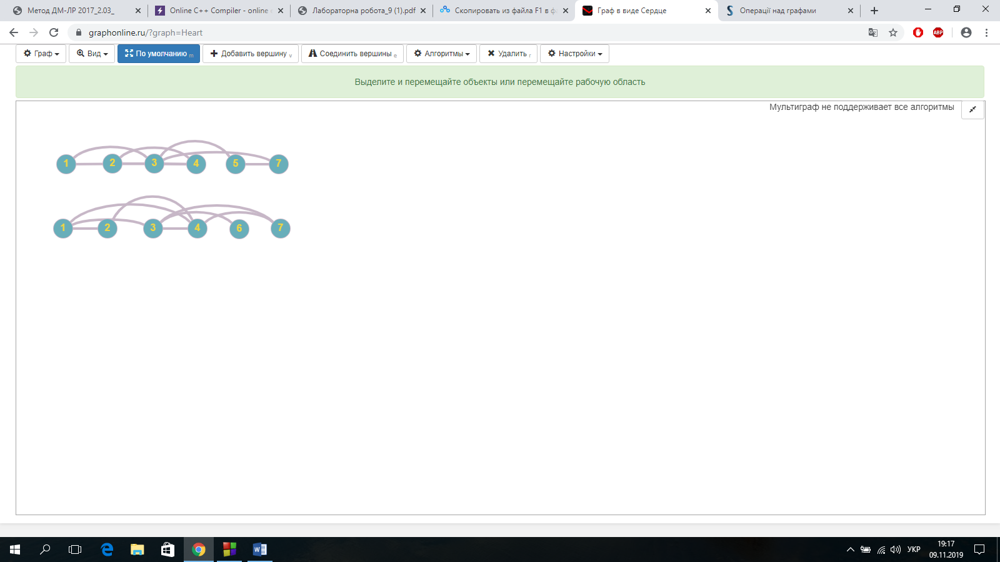 Метод ДМ-ЛР 2017_2.03_
Online C++ Compiler - online
Лабораторна робота_9 (1).pdf
Скопировать из файла F1 в ф
Граф в виде Сердце
Операції над графами
graphonline.ru/?graph=Heart
ABP
Граф
Вид
По умолчанию m
Добавить вершину v
Соединить вершины e
Алгоритмы
Удалить r
Настройки
Выделите и перемещайте объекты или перемещайте рабочую область
Мультиграф не поддерживает все алгоритмы
1 2 3 4 5 7
1 2 3 4 6 7
УКР
19:17
09.11.2019